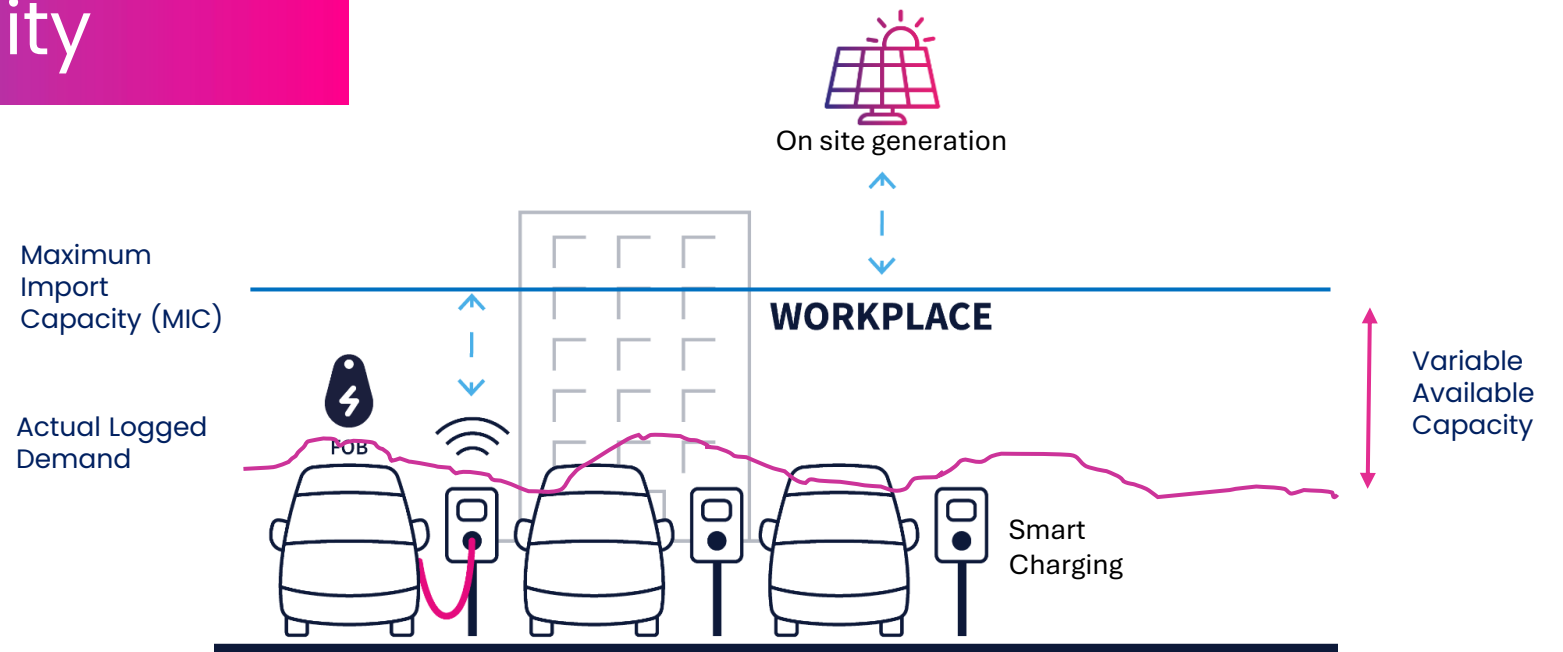 ity
On site generation
Maximum
Import
Capacity (MIC)
WORKPLACE
Variable
Available
Capacity
Actual Logged
Demand
FOB
Smart
Charging